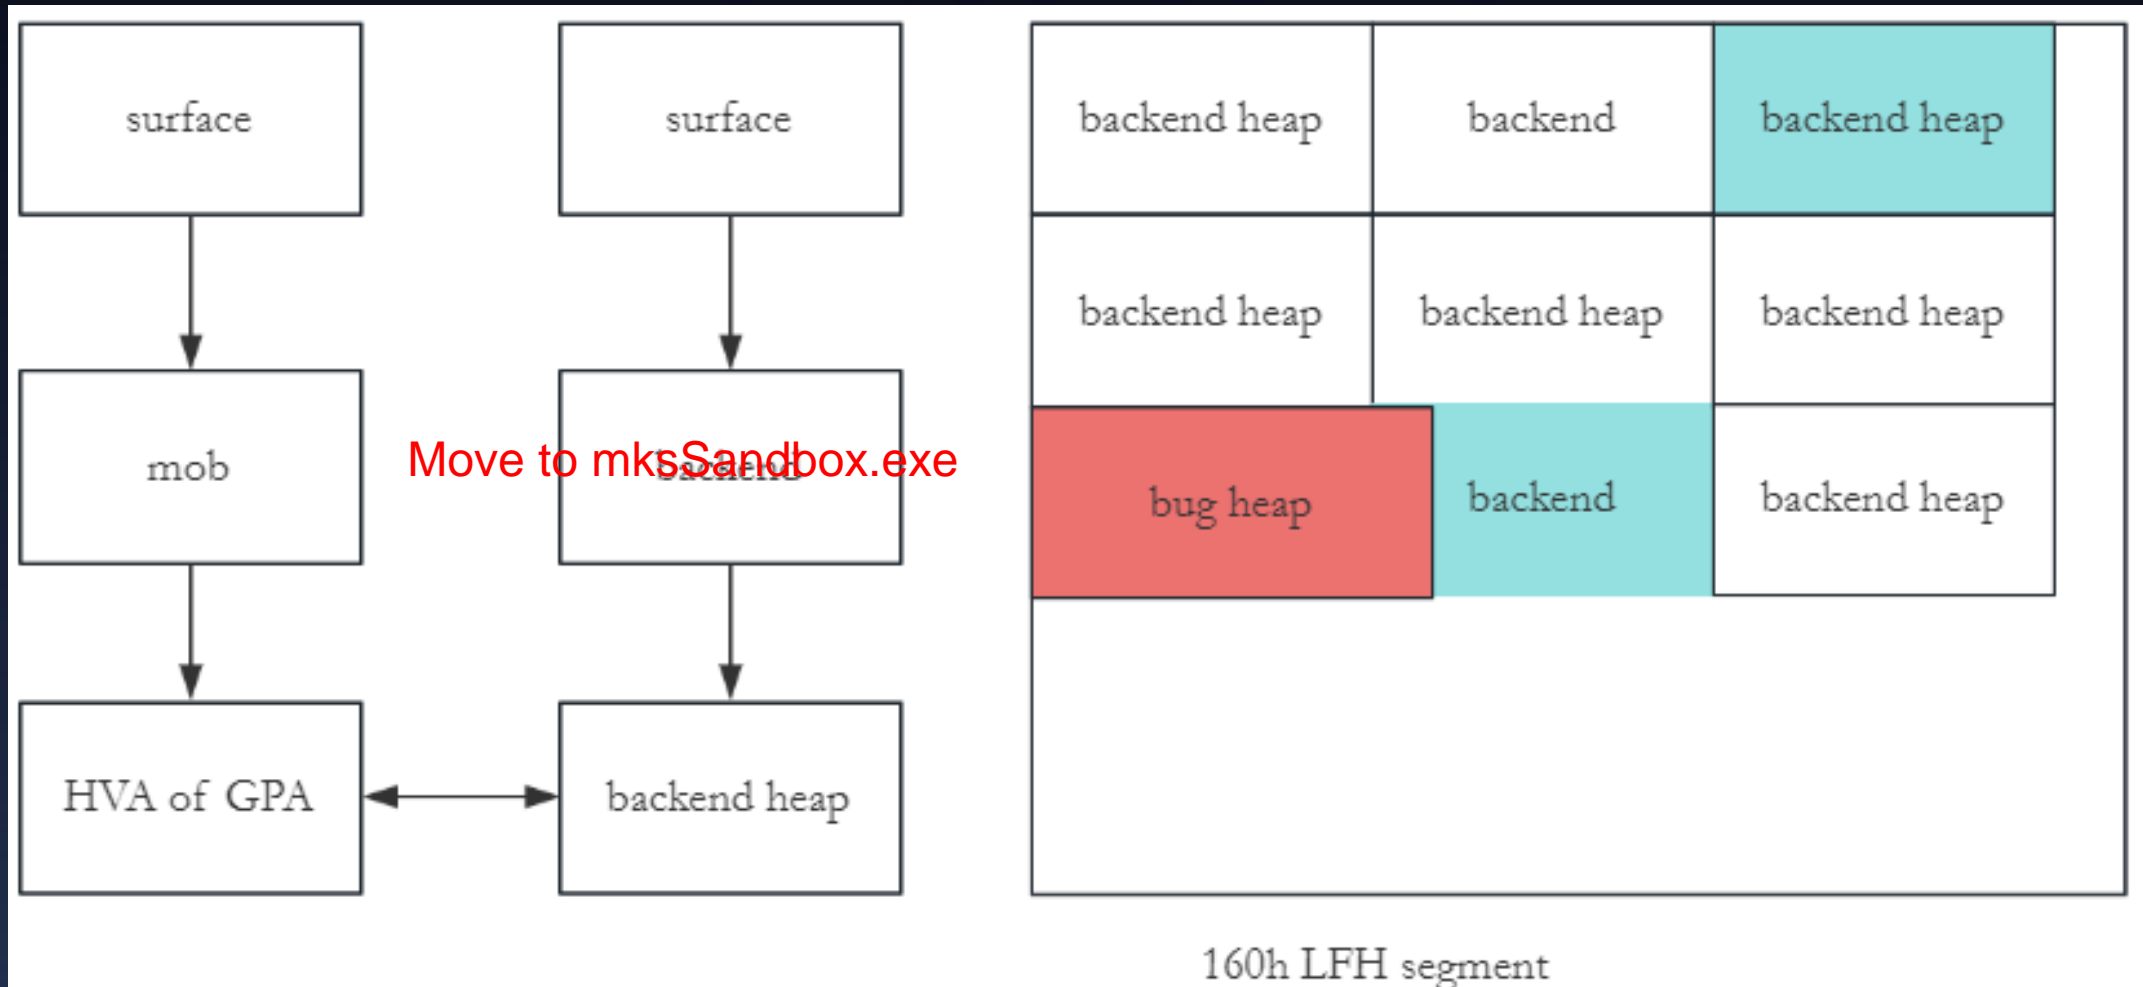 surface
surface
mob
Move to mksSandbox.exe
backend
HVA of GPA
backend heap
backend heap
backend
backend heap
backend heap
backend heap
backend heap
bug heap
backend
backend heap
160h LFH segment